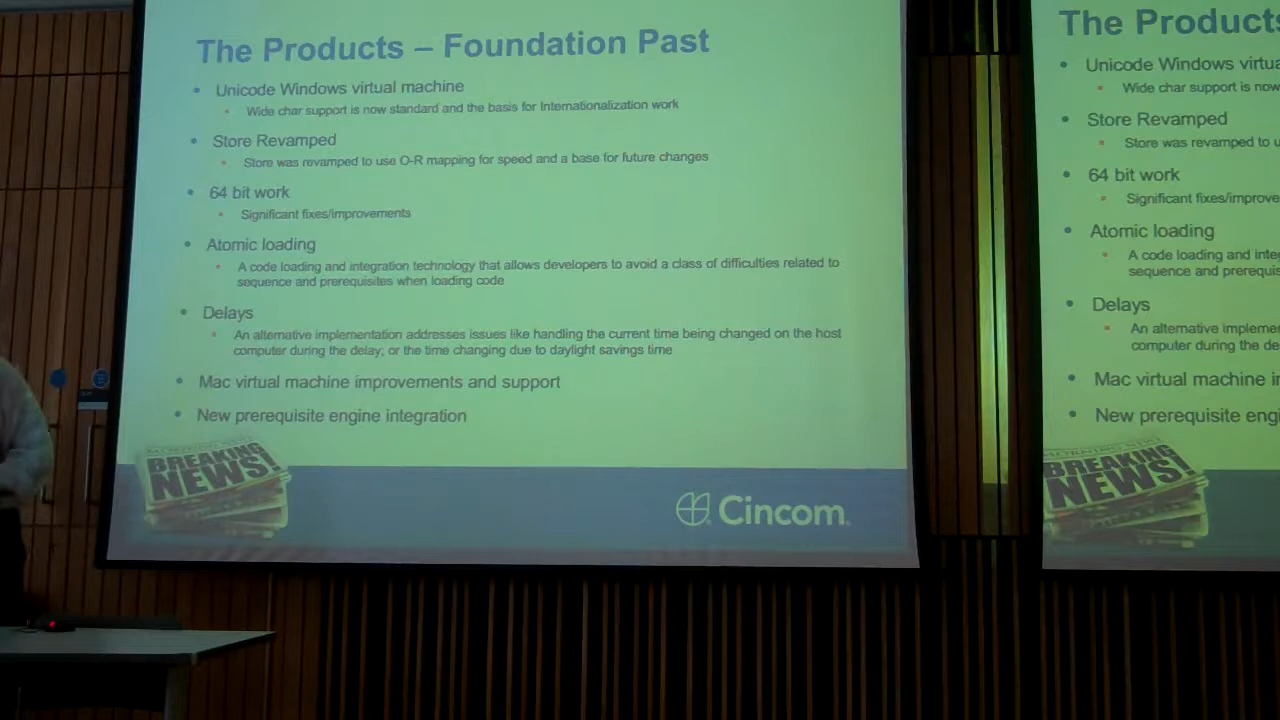 The Products – Foundation Past
• Unicode Windows virtual machine
• Wide char support is now standard and the basis for Internationalization work
• Store Revamped
• Store was revamped to use O-R mapping for speed and a base for future changes
• 64 bit work
• Significant fixes/improvements
• Atomic loading
• A code loading and integration technology that allows developers to avoid a class of difficulties related to
sequence and prerequisites when loading code
• Delays
• An alternative implementation addresses issues like handling the current time being changed on the host
computer during the delay; or the time changing due to daylight savings time
• Mac virtual machine improvements and support
• New prerequisite engine integration
BREAKING
NEWS!
Cincom
The Products
• Unicode Windows virtua
• Wide char support is now
• Store Revamped
• Store was revamped to u
• 64 bit work
• Significant fixes/improve
• Atomic loading
• A code loading and inte
sequence and prerequis
• Delays
• An alternative impleme
computer during the de
• Mac virtual machine i
• New prerequisite engi
BREAKING
NEWS!